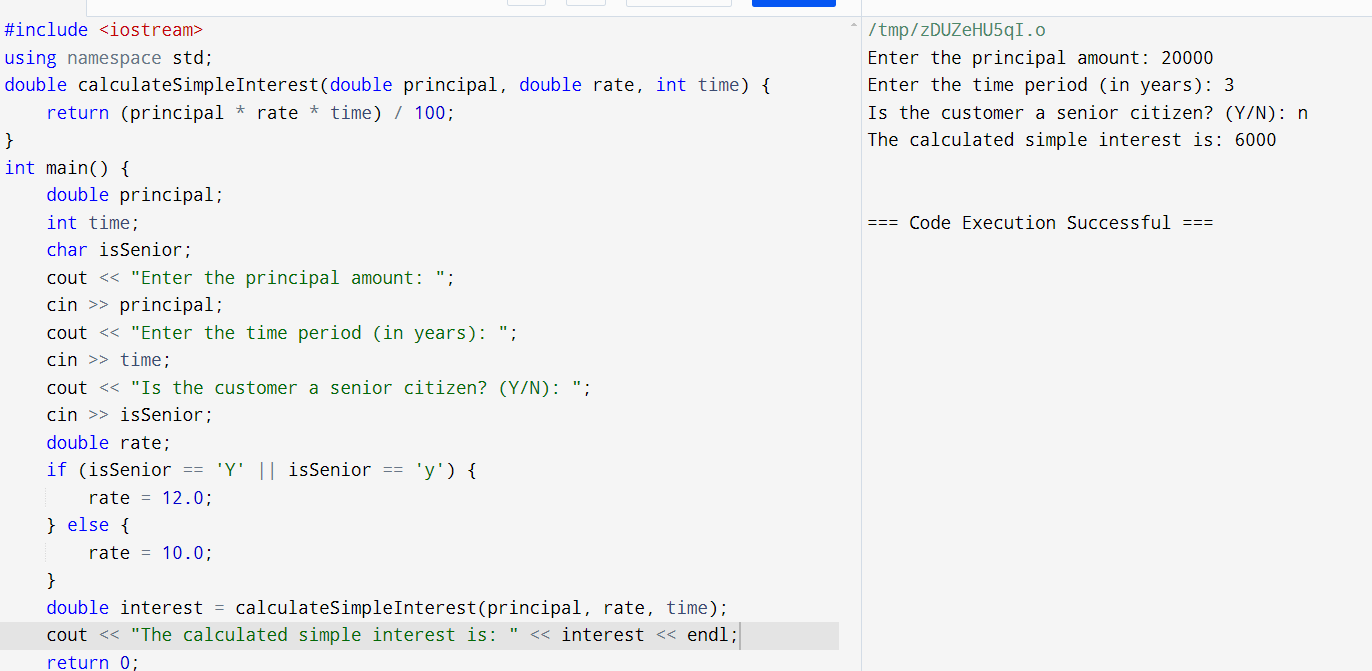 #include <iostream>
using namespace std;
double calculateSimpleInterest(double principal, double rate, int time) {
    return (principal * rate * time) / 100;
}
int main() {
    double principal;
    int time;
    char isSenior;
    cout << "Enter the principal amount: ";
    cin >> principal;
    cout << "Enter the time period (in years): ";
    cin >> time;
    cout << "Is the customer a senior citizen? (Y/N): ";
    cin >> isSenior;
    double rate;
    if (isSenior == 'Y' || isSenior == 'y') {
        rate = 12.0;
    } else {
        rate = 10.0;
    }
    double interest = calculateSimpleInterest(principal, rate, time);
    cout << "The calculated simple interest is: " << interest << endl;
    return 0;
/tmp/zDUZeHU5qI.o
Enter the principal amount: 20000
Enter the time period (in years): 3
Is the customer a senior citizen? (Y/N): n
The calculated simple interest is: 6000
=== Code Execution Successful ===